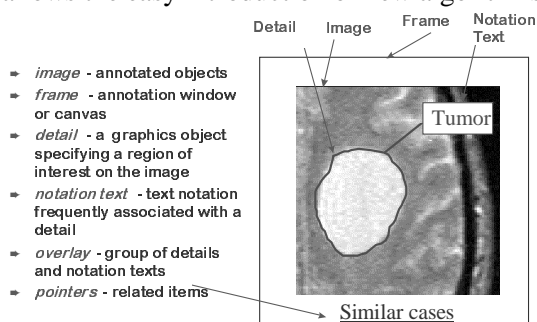 Detail
Image
Frame
Notation
Text
➨ image - annotated objects
➨ frame - annotation window
or canvas
➨ detail - a graphics object
specifying a region of
interest on the image
➨ notation text - text notation
frequently associated with a
detail
➨ overlay - group of details
and notation texts
➨ pointers - related items
Tumor
Similar cases